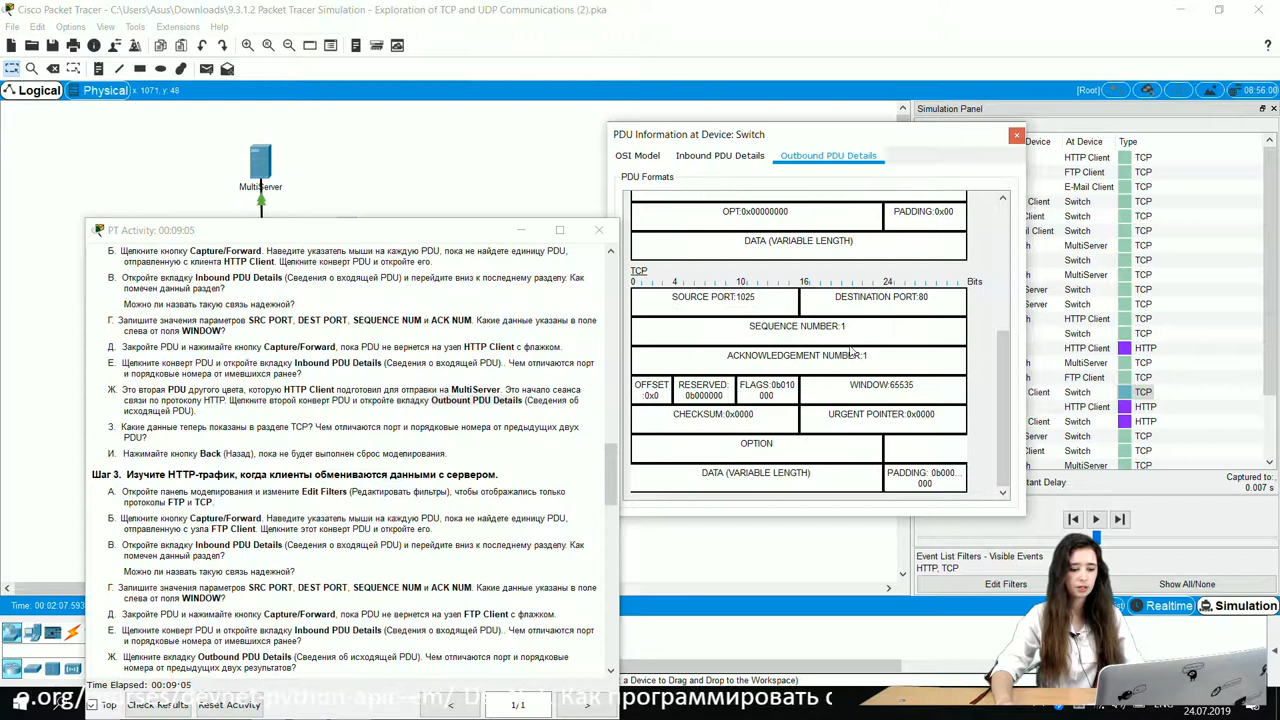 Cisco Packet Tracer - C:\Users\Asus\Downloads\9.3.1.2 Packet Tracer Simulation - Exploration of TCP and UDP Communications (2).pka
File Edit Options View Tools Extensions Help
Logical Physical x: 1071, y: 48 [Root] 08:56:00
MultiServer
PT Activity: 00:09:05
Б. Щелкните кнопку Capture/Forward. Наведите указатель мыши на каждую PDU, пока не найдете единицу PDU,
отправленную с клиента HTTP Client. Щелкните конверт PDU и откройте его.
В. Откройте вкладку Inbound PDU Details (Сведения о входящей PDU) и перейдите вниз к последнему разделу. Как
помечен данный раздел?
Можно ли назвать такую связь надежной?
Г. Запишите значения параметров SRC PORT, DEST PORT, SEQUENCE NUM и ACK NUM. Какие данные указаны в поле
слева от поля WINDOW?
Д. Закройте PDU и нажимайте кнопку Capture/Forward, пока PDU не вернется на узел HTTP Client с флажком.
Е. Щелкните конверт PDU и откройте вкладку Inbound PDU Details (Сведения о входящей PDU).. Чем отличаются порт
и порядковые номера от имевшихся ранее?
Ж. Это вторая PDU другого цвета, которую HTTP Client подготовил для отправки на MultiServer. Это начало сеанса
связи по протоколу HTTP. Щелкните второй конверт PDU и откройте вкладку Outbount PDU Details (Сведения об
исходящей PDU).
З. Какие данные теперь показаны в разделе TCP? Чем отличаются порт и порядковые номера от предыдущих двух
PDU?
И. Нажимайте кнопку Back (Назад), пока не будет выполнен сброс моделирования.
Шаг 3. Изучите HTTP-трафик, когда клиенты обмениваются данными с сервером.
А. Откройте панель моделирования и измените Edit Filters (Редактировать фильтры), чтобы отображались только
протоколы FTP и TCP.
Б. Щелкните кнопку Capture/Forward. Наведите указатель мыши на каждую PDU, пока не найдете единицу PDU,
отправленную с узла FTP Client. Щелкните этот конверт PDU и откройте его.
В. Откройте вкладку Inbound PDU Details (Сведения о входящей PDU) и перейдите вниз к последнему разделу. Как
помечен данный раздел?
Можно ли назвать такую связь надежной?
Г. Запишите значения параметров SRC PORT, DEST PORT, SEQUENCE NUM и ACK NUM. Какие данные указаны в поле
слева от поля WINDOW?
Д. Закройте PDU и нажимайте кнопку Capture/Forward, пока PDU не вернется на узел FTP Client с флажком.
Е. Щелкните конверт PDU и откройте вкладку Inbound PDU Details (Сведения о входящей PDU).. Чем отличаются порт
и порядковые номера от имевшихся ранее?
Ж. Щелкните вкладку Outbound PDU Details (Сведения об исходящей PDU). Чем отличаются порт и порядковые
номера от предыдущих двух результатов?
Time Elapsed: 00:09:05
Top Check Results Reset Activity < 1/1 >
PDU Information at Device: Switch
OSI Model Inbound PDU Details Outbound PDU Details
PDU Formats
OPT:0x00000000 PADDING:0x00
DATA (VARIABLE LENGTH)
TCP
0 4 10 16 24 Bits
SOURCE PORT:1025 DESTINATION PORT:80
SEQUENCE NUMBER:1
ACKNOWLEDGEMENT NUMBER:1
OFFSET RESERVED: FLAGS:0b010 WINDOW:65535
:0x0 0b000000 000
CHECKSUM:0x0000 URGENT POINTER:0x0000
OPTION
DATA (VARIABLE LENGTH) PADDING: 0b000...
000
Simulation Panel
Device At Device Type
HTTP Client TCP
FTP Client TCP
E-Mail Client TCP
Client Switch TCP
Client Switch TCP
il Client Switch TCP
MultiServer TCP
Switch TCP
MultiServer TCP
Server Switch TCP
HTTP Client TCP
Switch TCP
HTTP Client HTTP
MultiServer TCP
FTP Client TCP
Client Switch TCP
HTTP Client HTTP
Client Switch HTTP
Client Switch TCP
Captured to:
0.007 s
Event List Filters - Visible Events
HTTP, TCP
Edit Filters Show All/None
Time: 00:02:07.593
Realtime Simulation
a Device to Drag and Drop to the Workspace)
24.07.2019